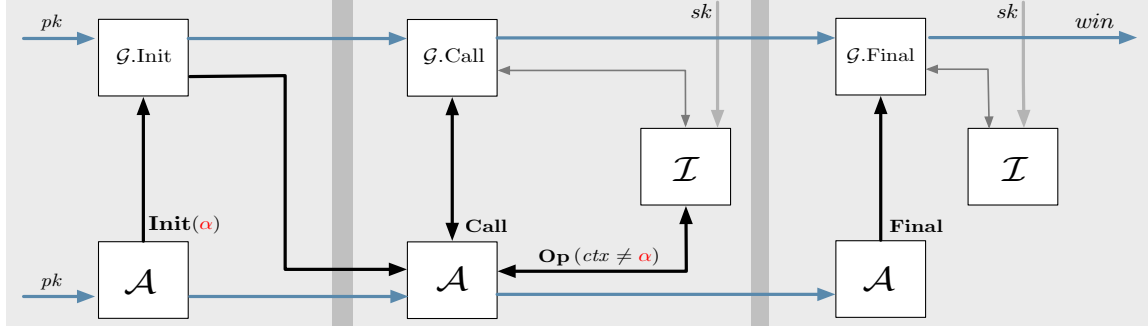 pk
𝒢.Init
𝒢.Call
sk
𝒢.Final
sk
win
ℐ
ℐ
Init(α)
Call
Op (ctx ≠ α)
Final
pk
𝒜
𝒜
𝒜